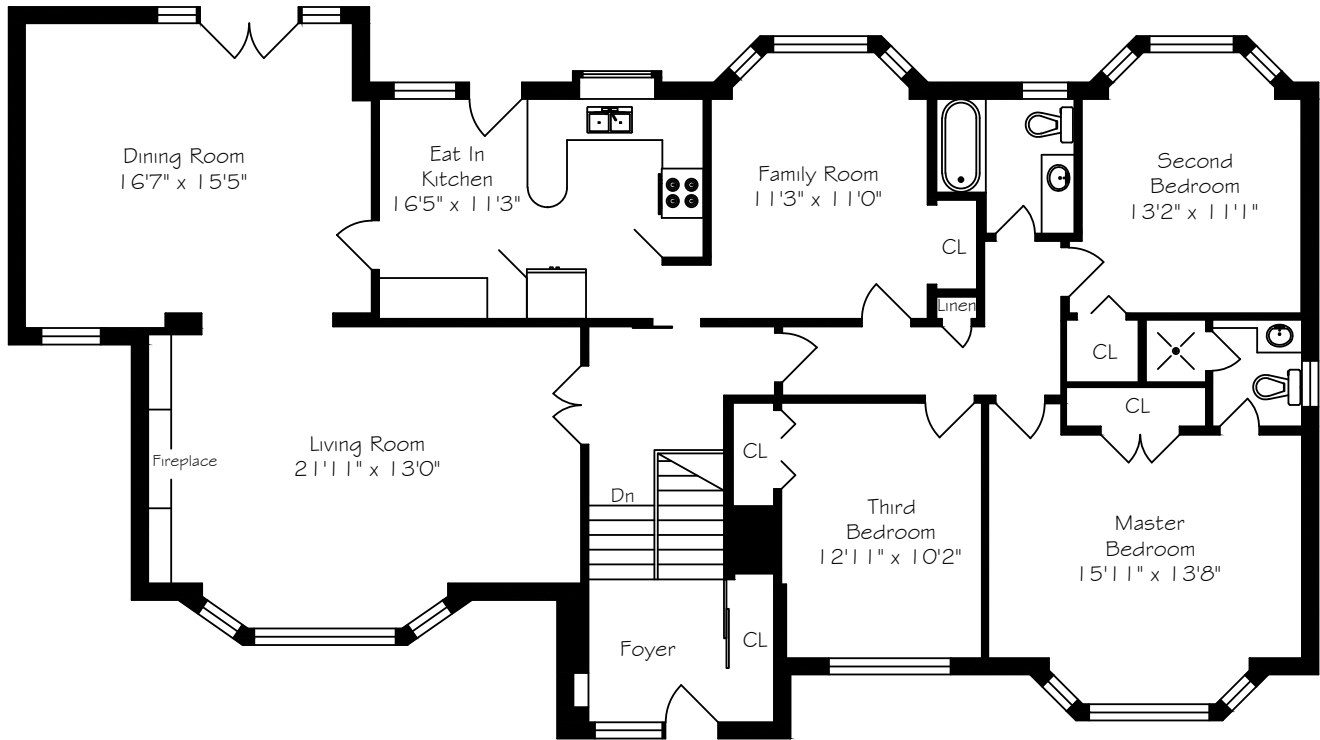 Dining Room
16'7" x 15'5"
Eat In
Kitchen
16'5" x 11'3"
Family Room
11'3" x 11'0"
Second
Bedroom
13'2" x 11'1"
CL
Linen
CL
CL
Living Room
21'11" x 13'0"
Fireplace
Dn
CL
Third
Bedroom
12'11" x 10'2"
Master
Bedroom
15'11" x 13'8"
Foyer
CL